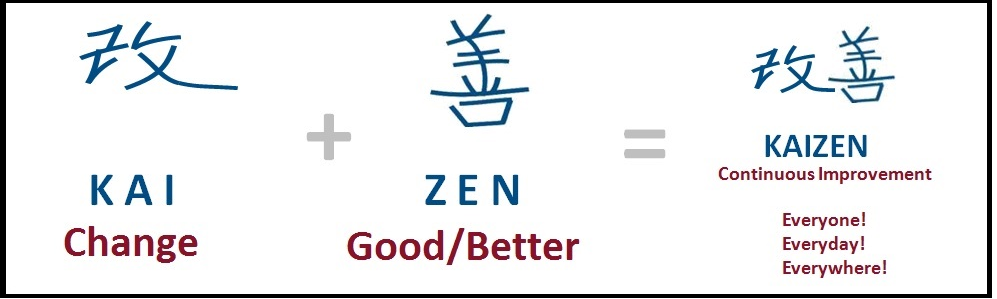 改
+
善
=
改善
KAI
Change
ZEN
Good/Better
KAIZEN
Continuous Improvement
Everyone!
Everyday!
Everywhere!